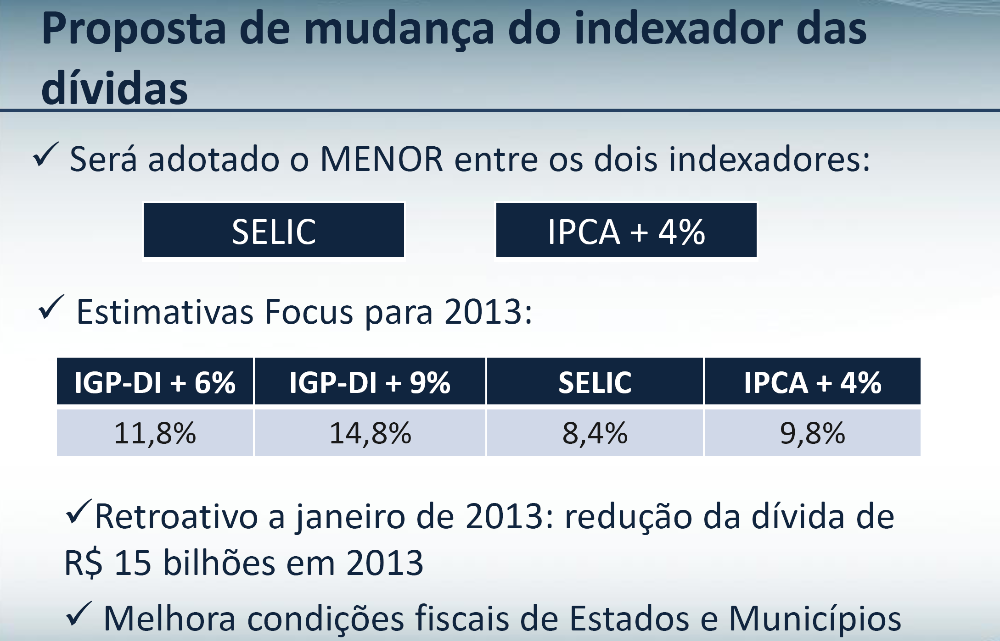 Proposta de mudança do indexador das
dívidas
✓ Será adotado o MENOR entre os dois indexadores:
SELIC
IPCA + 4%
✓ Estimativas Focus para 2013:
IGP-DI + 6% IGP-DI + 9% SELIC IPCA + 4%
11,8% 14,8% 8,4% 9,8%
✓Retroativo a janeiro de 2013: redução da dívida de
R$ 15 bilhões em 2013
✓ Melhora condições fiscais de Estados e Municípios